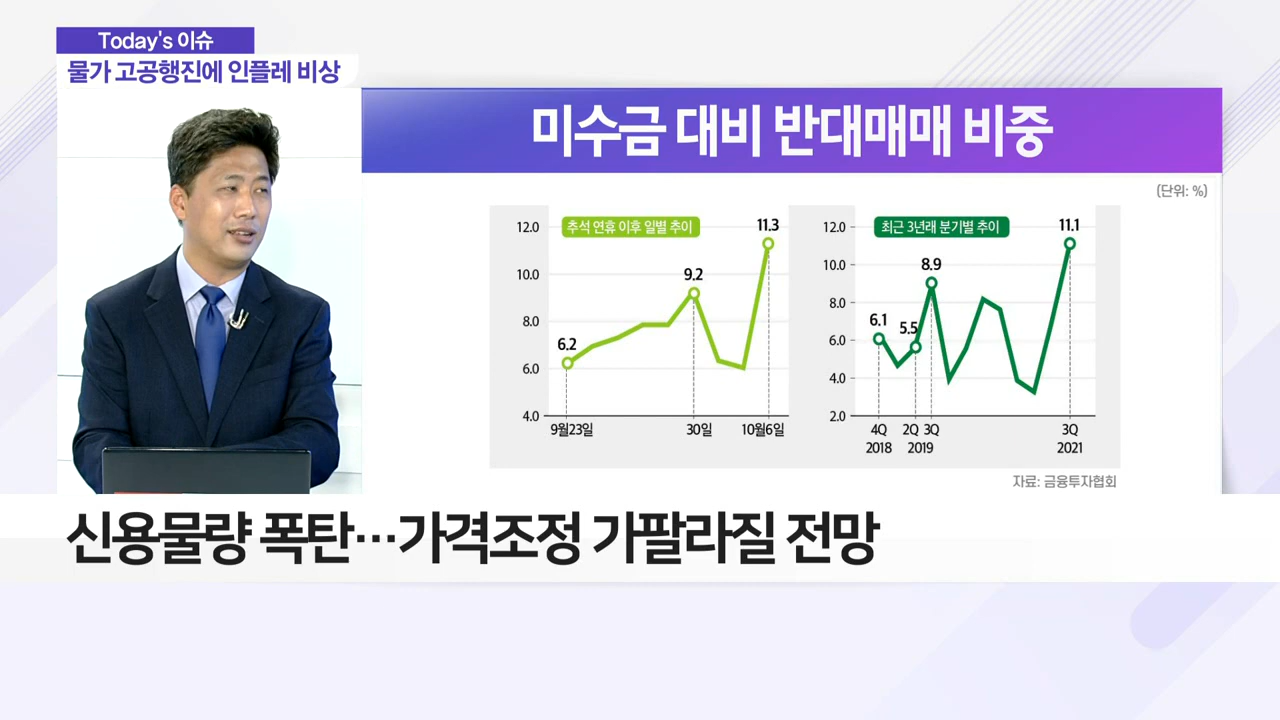 Today's 이슈
물가 고공행진에 인플레 비상
미수금 대비 반대매매 비중
(단위: %)
추석 연휴 이후 일별 추이
12.0
10.0
8.0
6.0
4.0
6.2
9.2
11.3
9월23일
30일
10월6일
최근 3년래 분기별 추이
12.0
10.0
8.0
6.0
4.0
2.0
6.1
5.5
8.9
11.1
4Q 2Q 3Q 3Q
2018 2019 2021
자료: 금융투자협회
신용물량 폭탄…가격조정 가팔라질 전망